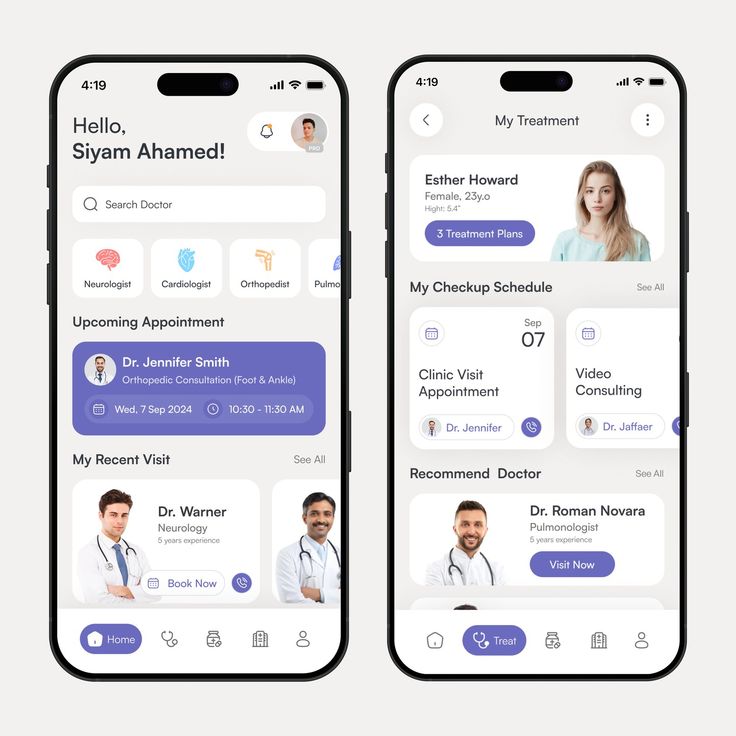 4:19
Hello,
Siyam Ahamed!
PRO
Search Doctor
Neurologist
Cardiologist
Orthopedist
Pulmo
Upcoming Appointment
Dr. Jennifer Smith
Orthopedic Consultation (Foot & Ankle)
Wed, 7 Sep 2024
10:30 - 11:30 AM
My Recent Visit
See All
Dr. Warner
Neurology
5 years experience
Book Now
Home
4:19
My Treatment
Esther Howard
Female, 23y.o
Hight: 5.4"
3 Treatment Plans
My Checkup Schedule
See All
Sep
07
Clinic Visit
Appointment
Dr. Jennifer
Video
Consulting
Dr. Jaffaer
Recommend Doctor
See All
Dr. Roman Novara
Pulmonologist
5 years experience
Visit Now
Treat